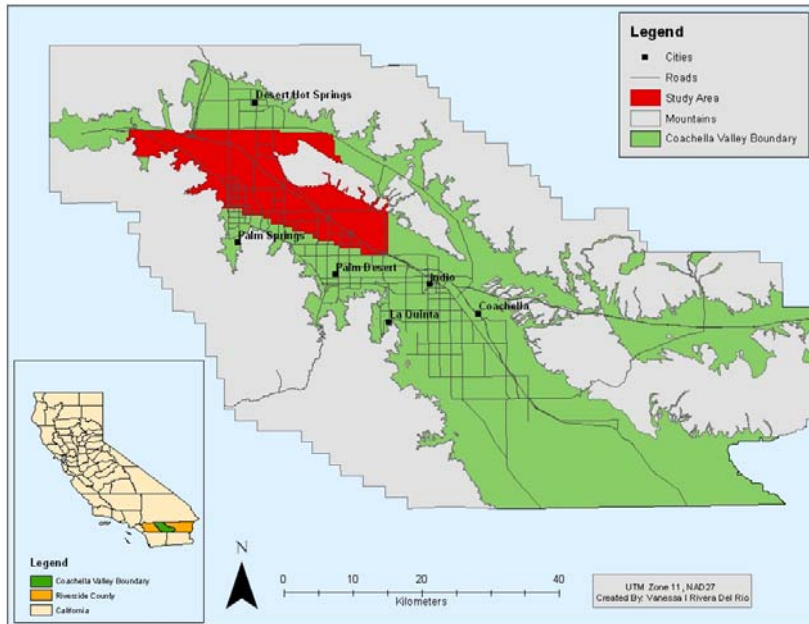 Legend
Cities
Roads
Study Area
Mountains
Coachella Valley Boundary
Desert Hot Springs
Palm Springs
Palm Desert
Indio
La Quinta
Coachella
Legend
Coachella Valley Boundary
Riverside County
California
N
0 10 20 40
Kilometers
UTM Zone 11, NAD27
Created By: Vanessa I Rivera Del Rio